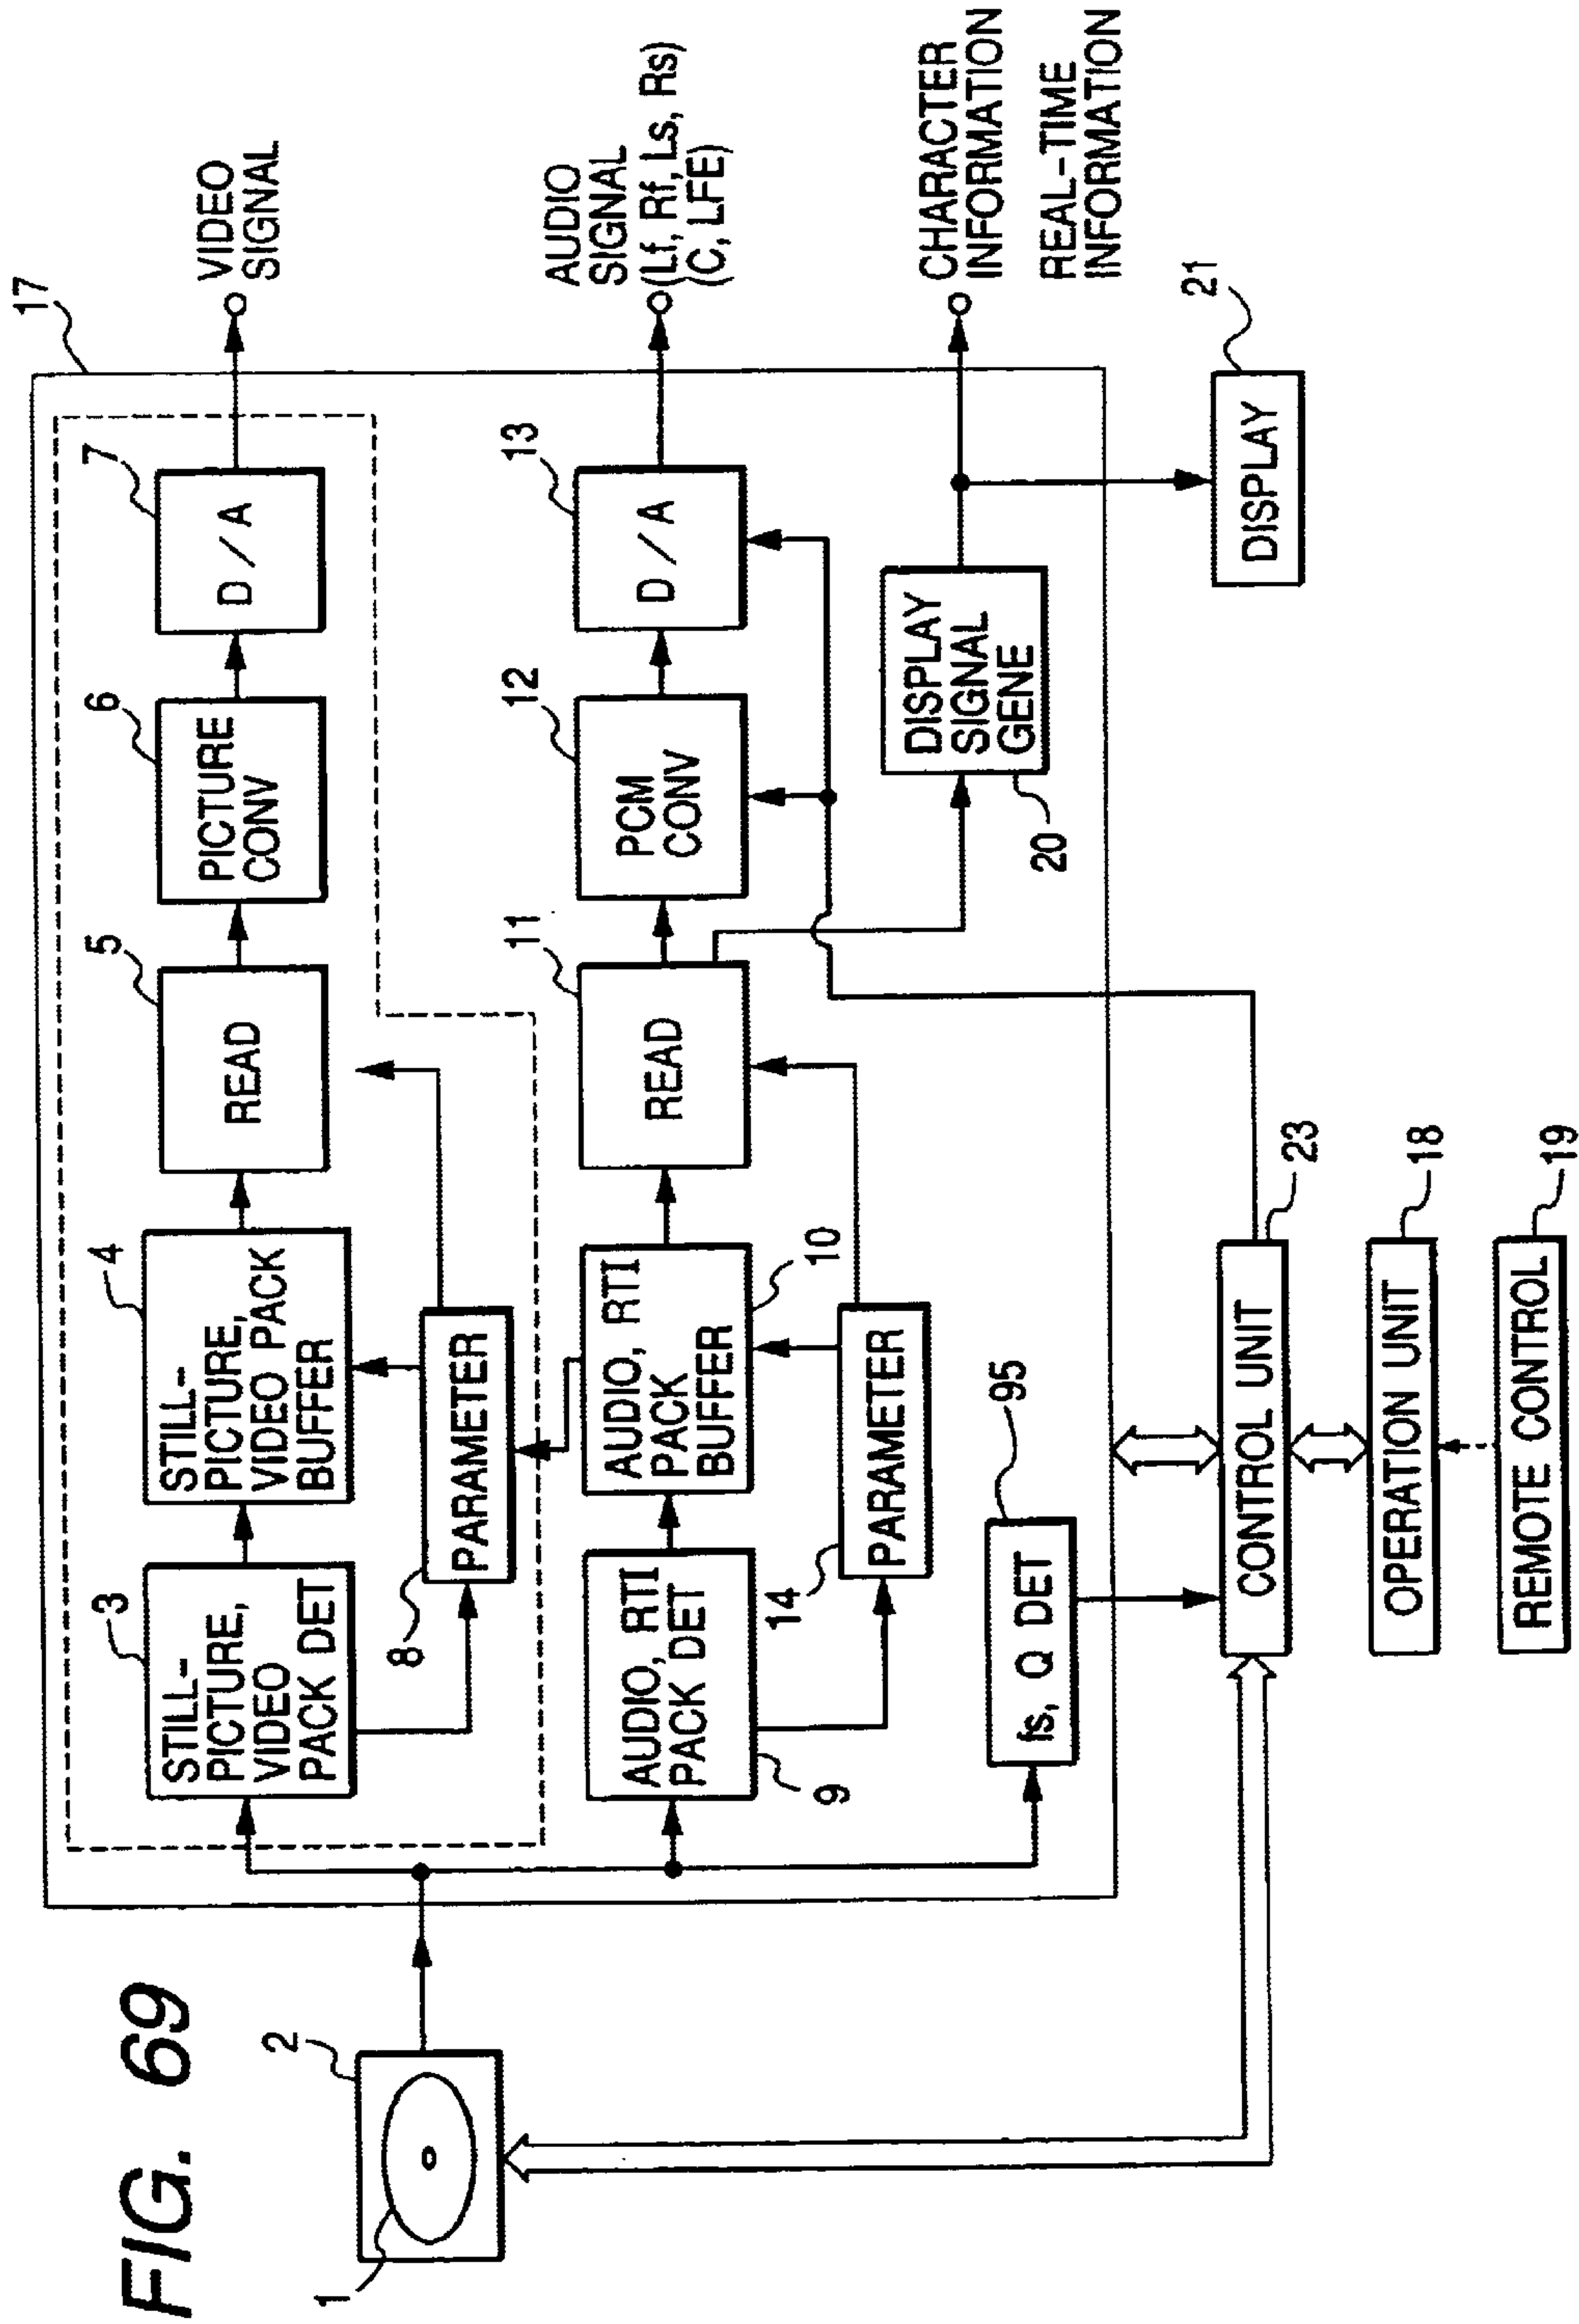 FIG. 69
1
2
17
3
STILL-
PICTURE,
VIDEO
PACK DET
4
STILL-
PICTURE,
VIDEO PACK
BUFFER
5
READ
6
PICTURE
CONV
7
D/A
VIDEO
SIGNAL
8
PARAMETER
9
AUDIO, RTI
PACK DET
10
AUDIO, RTI
PACK
BUFFER
11
READ
12
PCM
CONV
13
D/A
AUDIO
SIGNAL
(Lf, Rf, Ls, Rs)
(C, LFE)
14
PARAMETER
20
DISPLAY
SIGNAL
GENE
CHARACTER
INFORMATION
REAL-TIME
INFORMATION
95
fs, Q DET
21
DISPLAY
23
CONTROL UNIT
18
OPERATION UNIT
19
REMOTE CONTROL